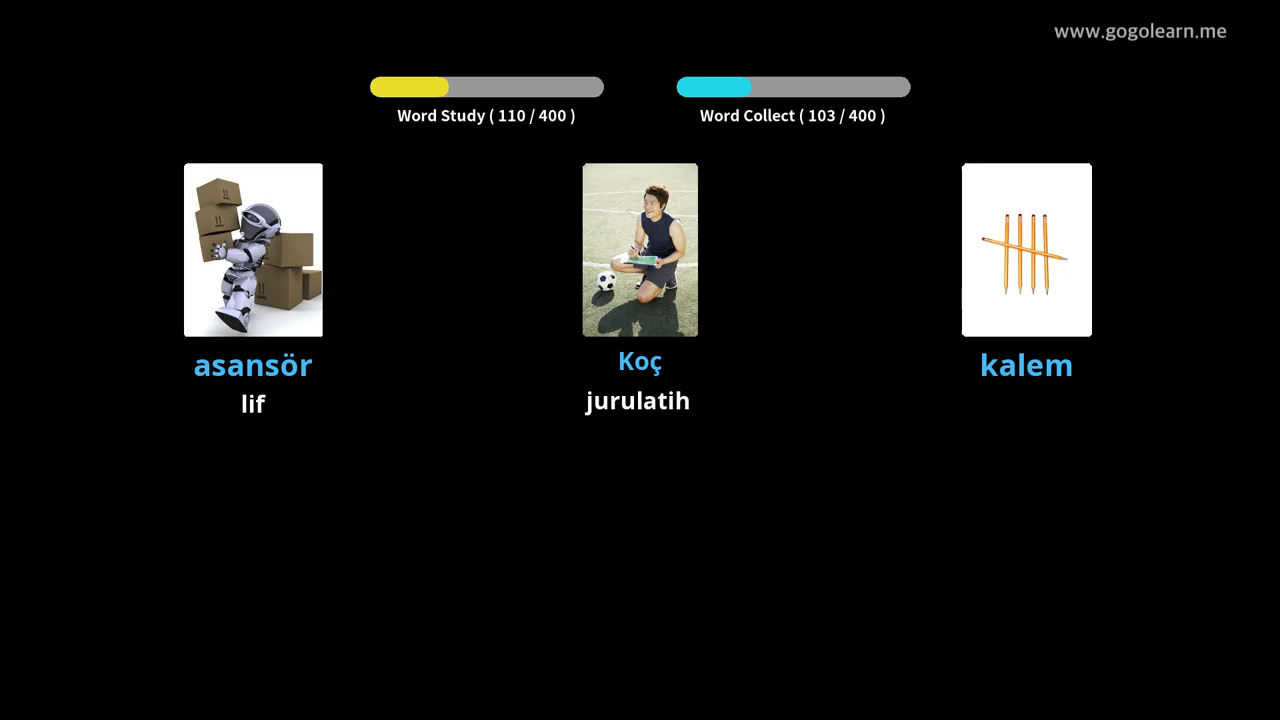 www.gogolearn.me
Word Study ( 110 / 400 )
Word Collect ( 103 / 400 )
asansör
lif
Koç
jurulatih
kalem